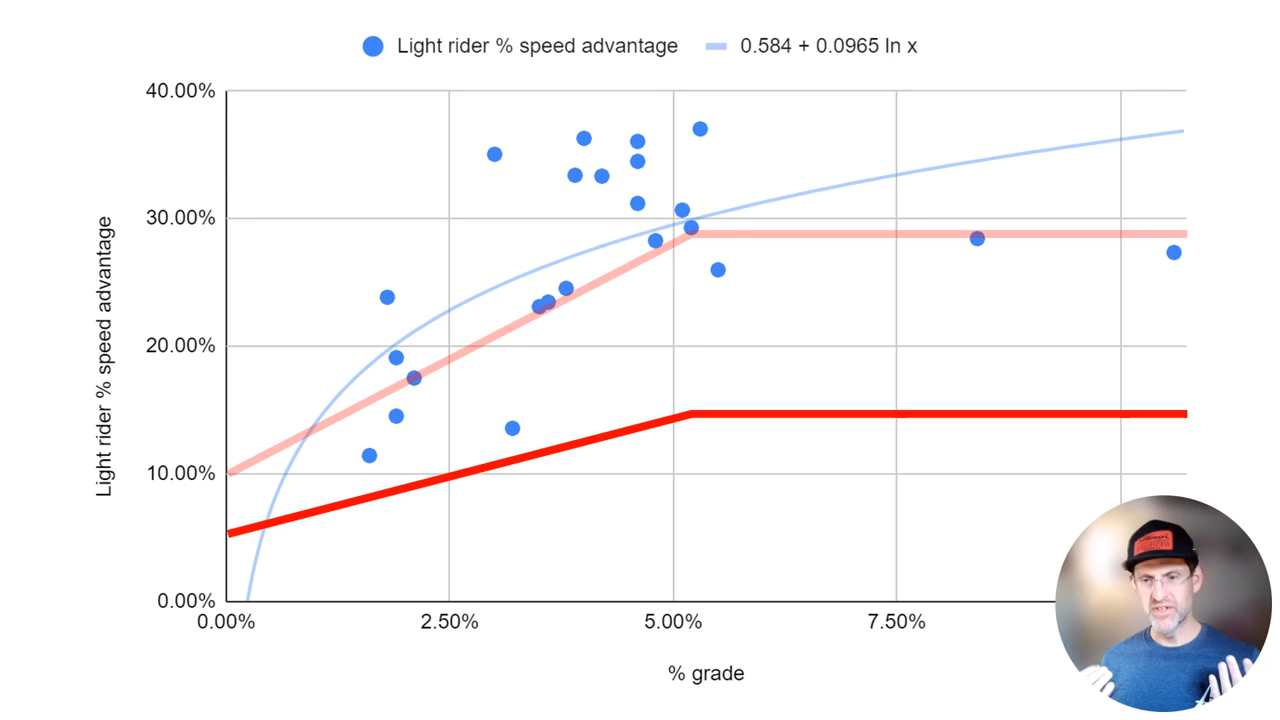 Light rider % speed advantage
0.584 + 0.0965 ln x
40.00%
30.00%
20.00%
10.00%
0.00%
Light rider % speed advantage
0.00%
2.50%
5.00%
7.50%
% grade